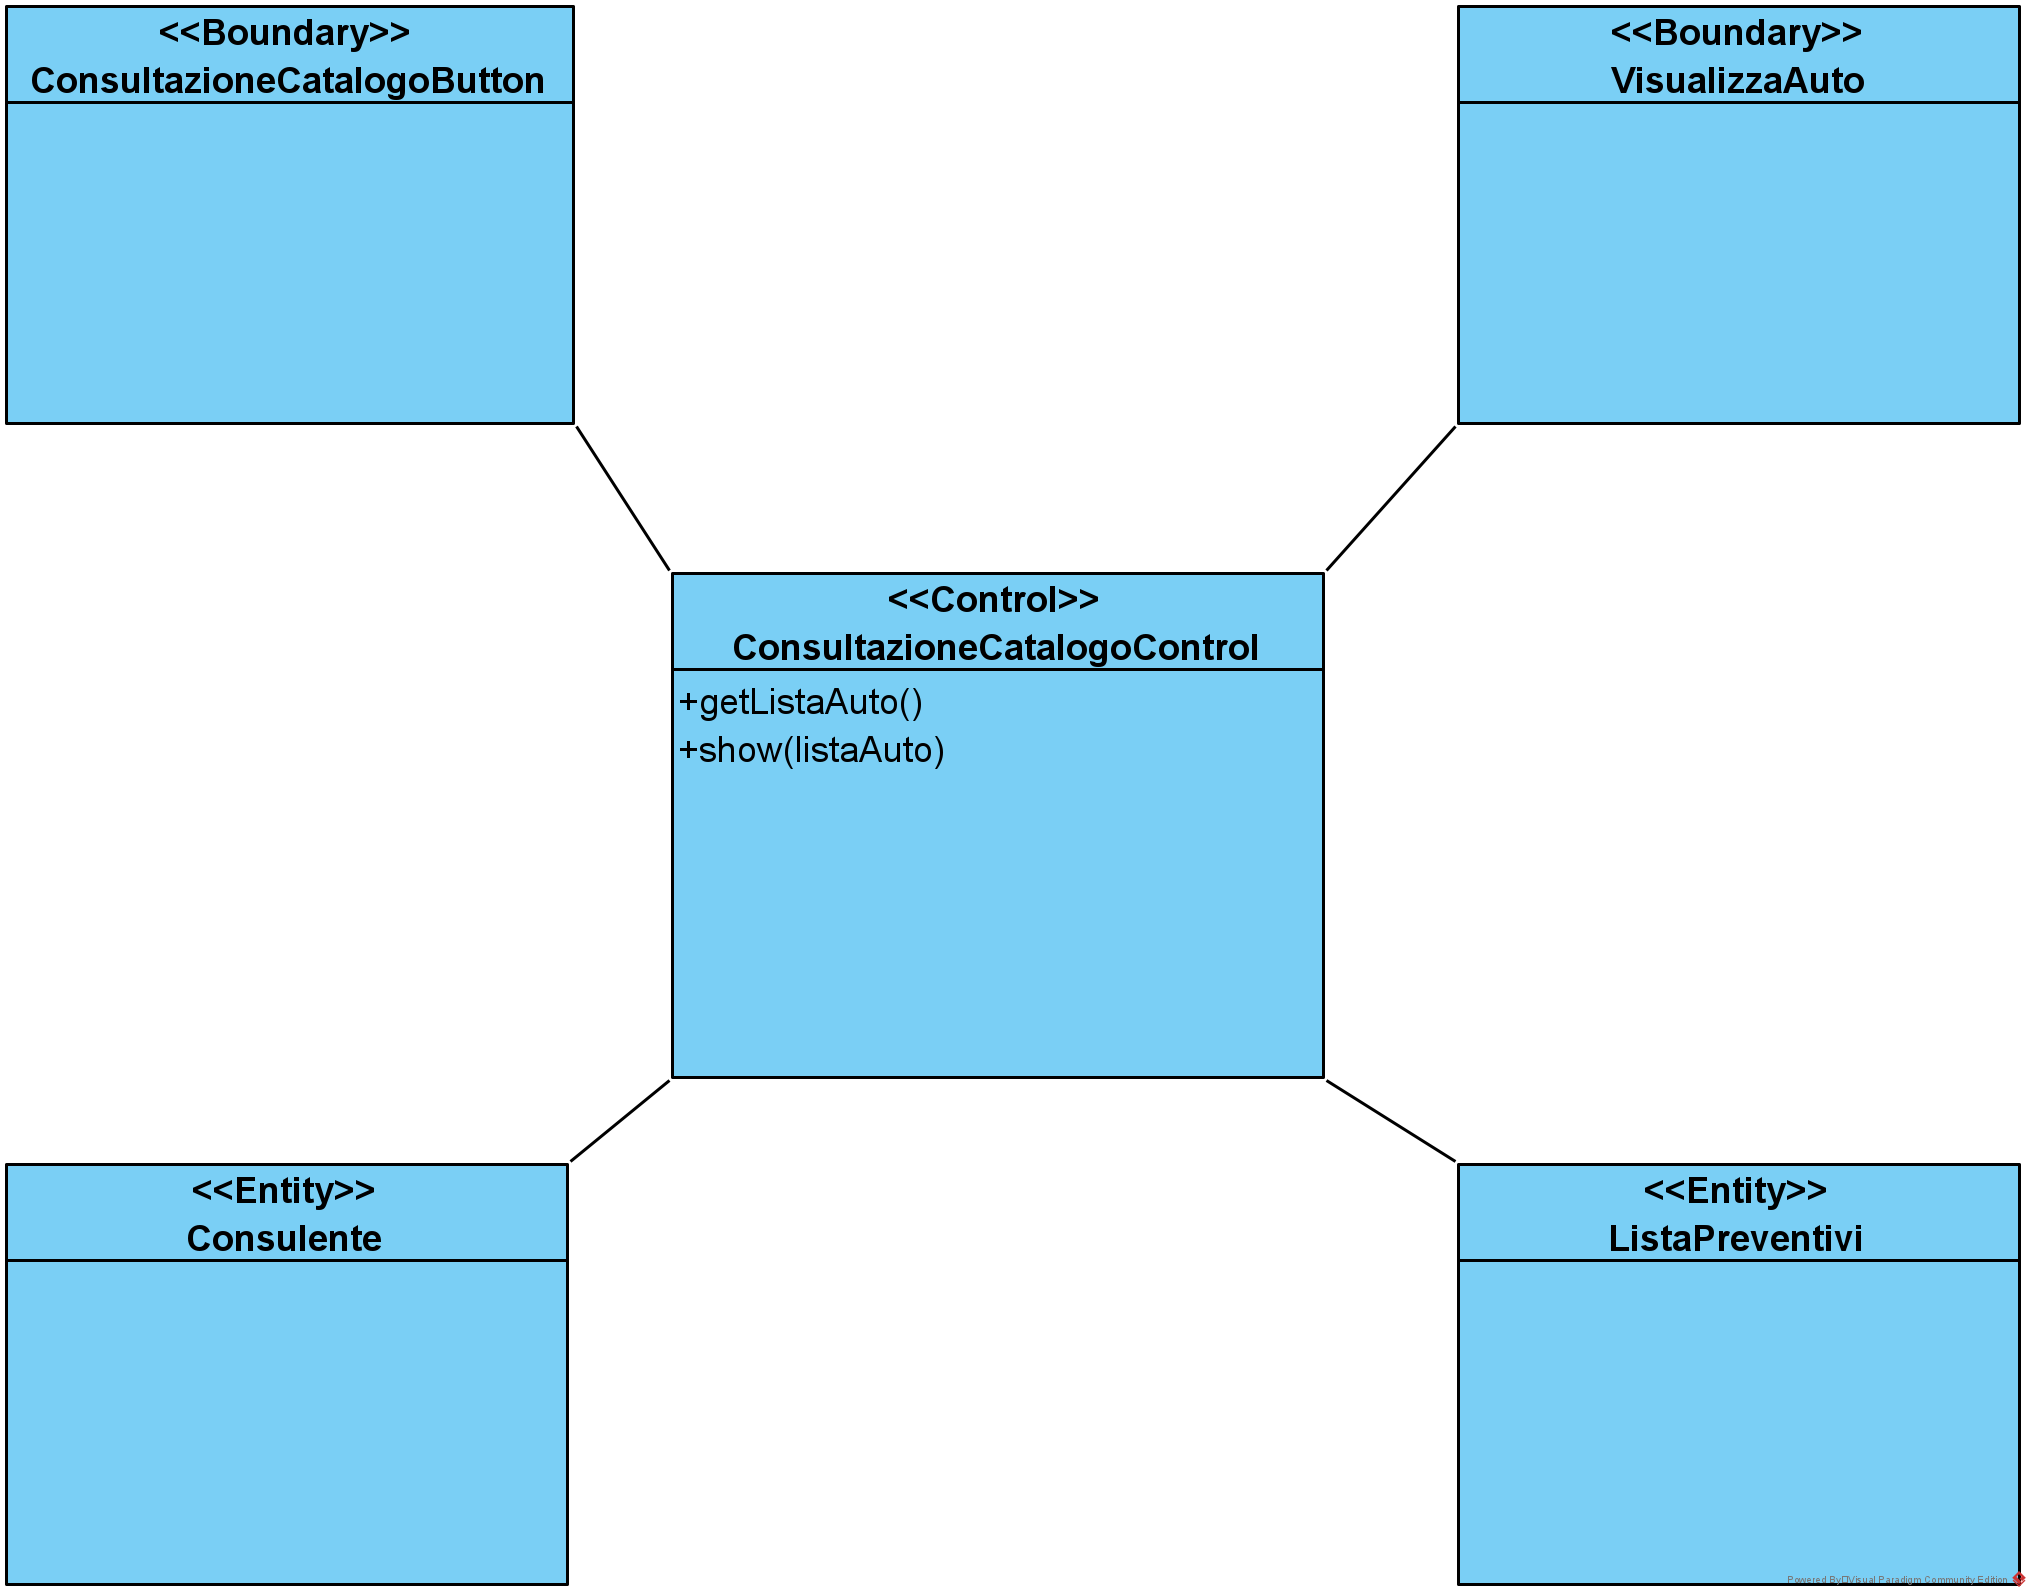 <<Boundary>>
ConsultazioneCatalogoButton
<<Boundary>>
VisualizzaAuto
<<Control>>
ConsultazioneCatalogoControl
+getListaAuto()
+show(listaAuto)
<<Entity>>
Consulente
<<Entity>>
ListaPreventivi
Powered By□Visual Paradigm Community Edition